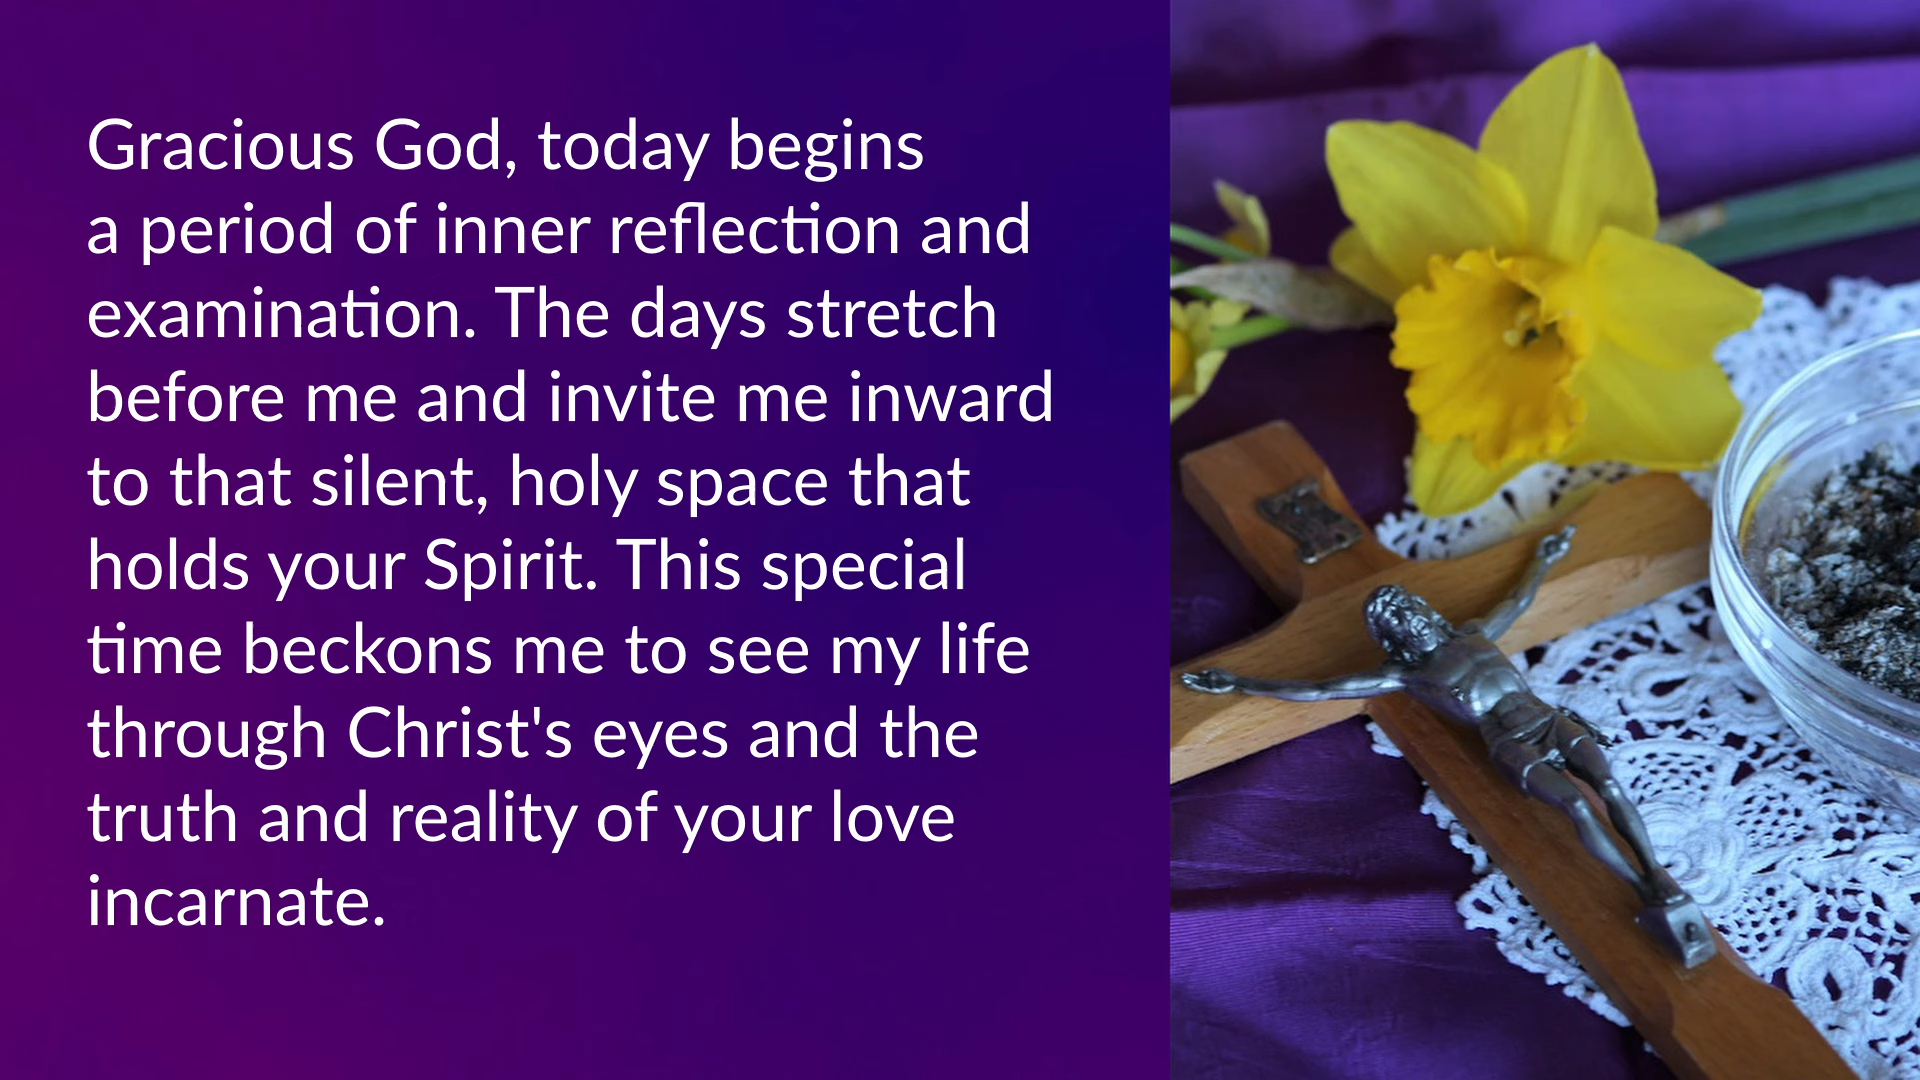 Gracious God, today begins
a period of inner reflection and
examination. The days stretch
before me and invite me inward
to that silent, holy space that
holds your Spirit. This special
time beckons me to see my life
through Christ's eyes and the
truth and reality of your love
incarnate.